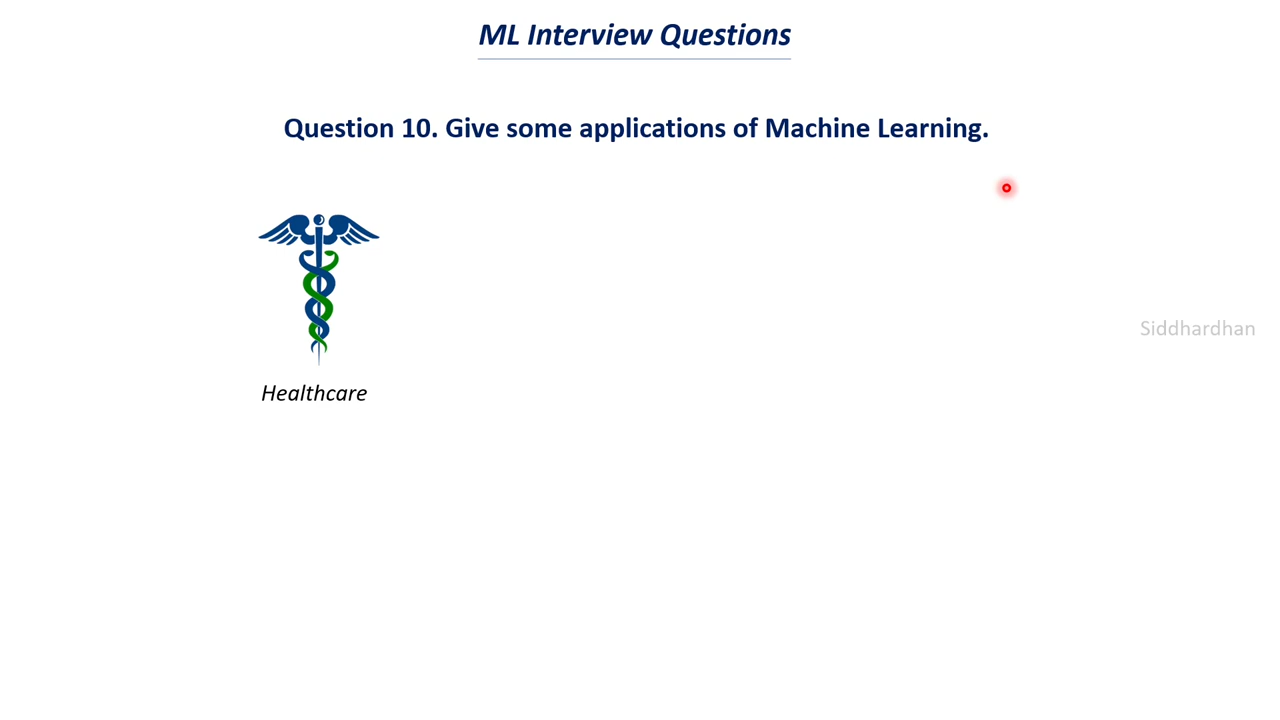 ML Interview Questions
Question 10. Give some applications of Machine Learning.
Siddhardhan
Healthcare